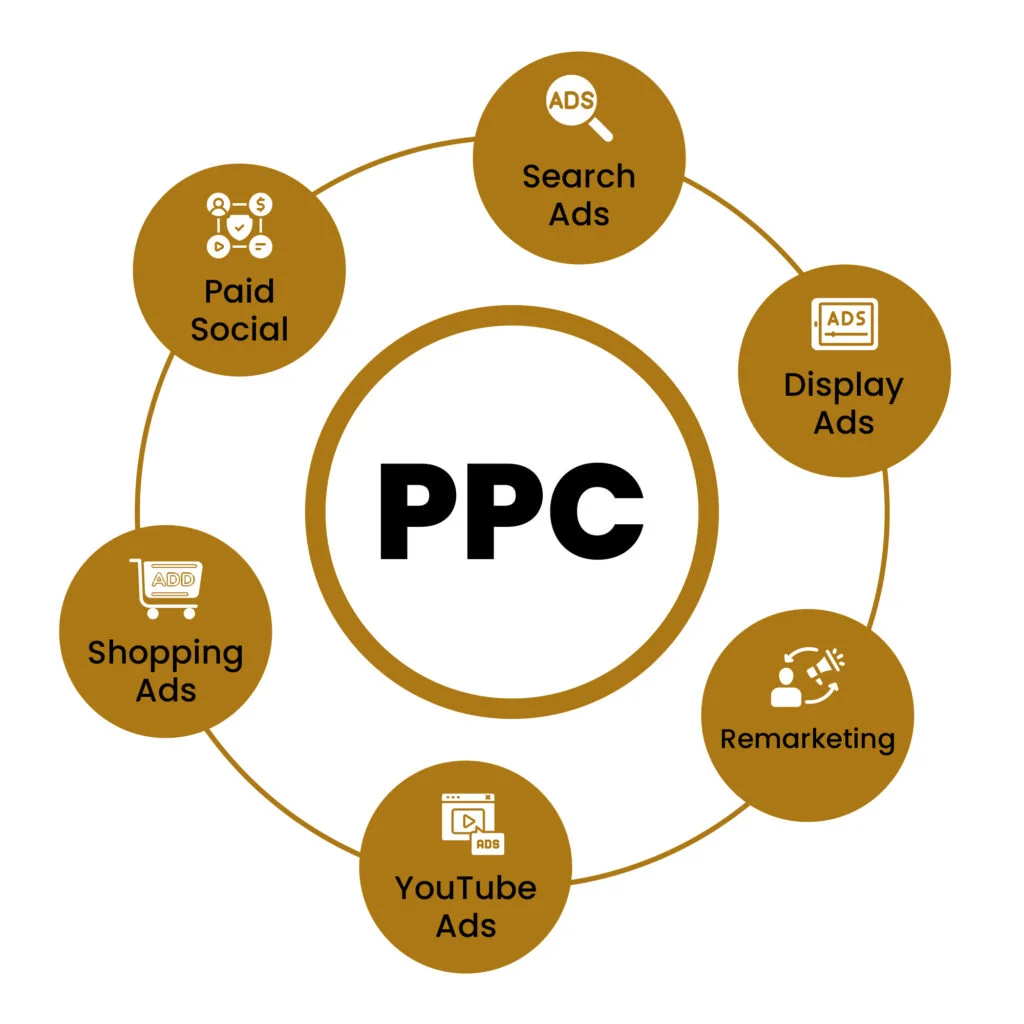 ADS
Search
Ads
ADS
Display
Ads
Remarketing
ADS
YouTube
Ads
ADD
Shopping
Ads
$
Paid
Social
PPC